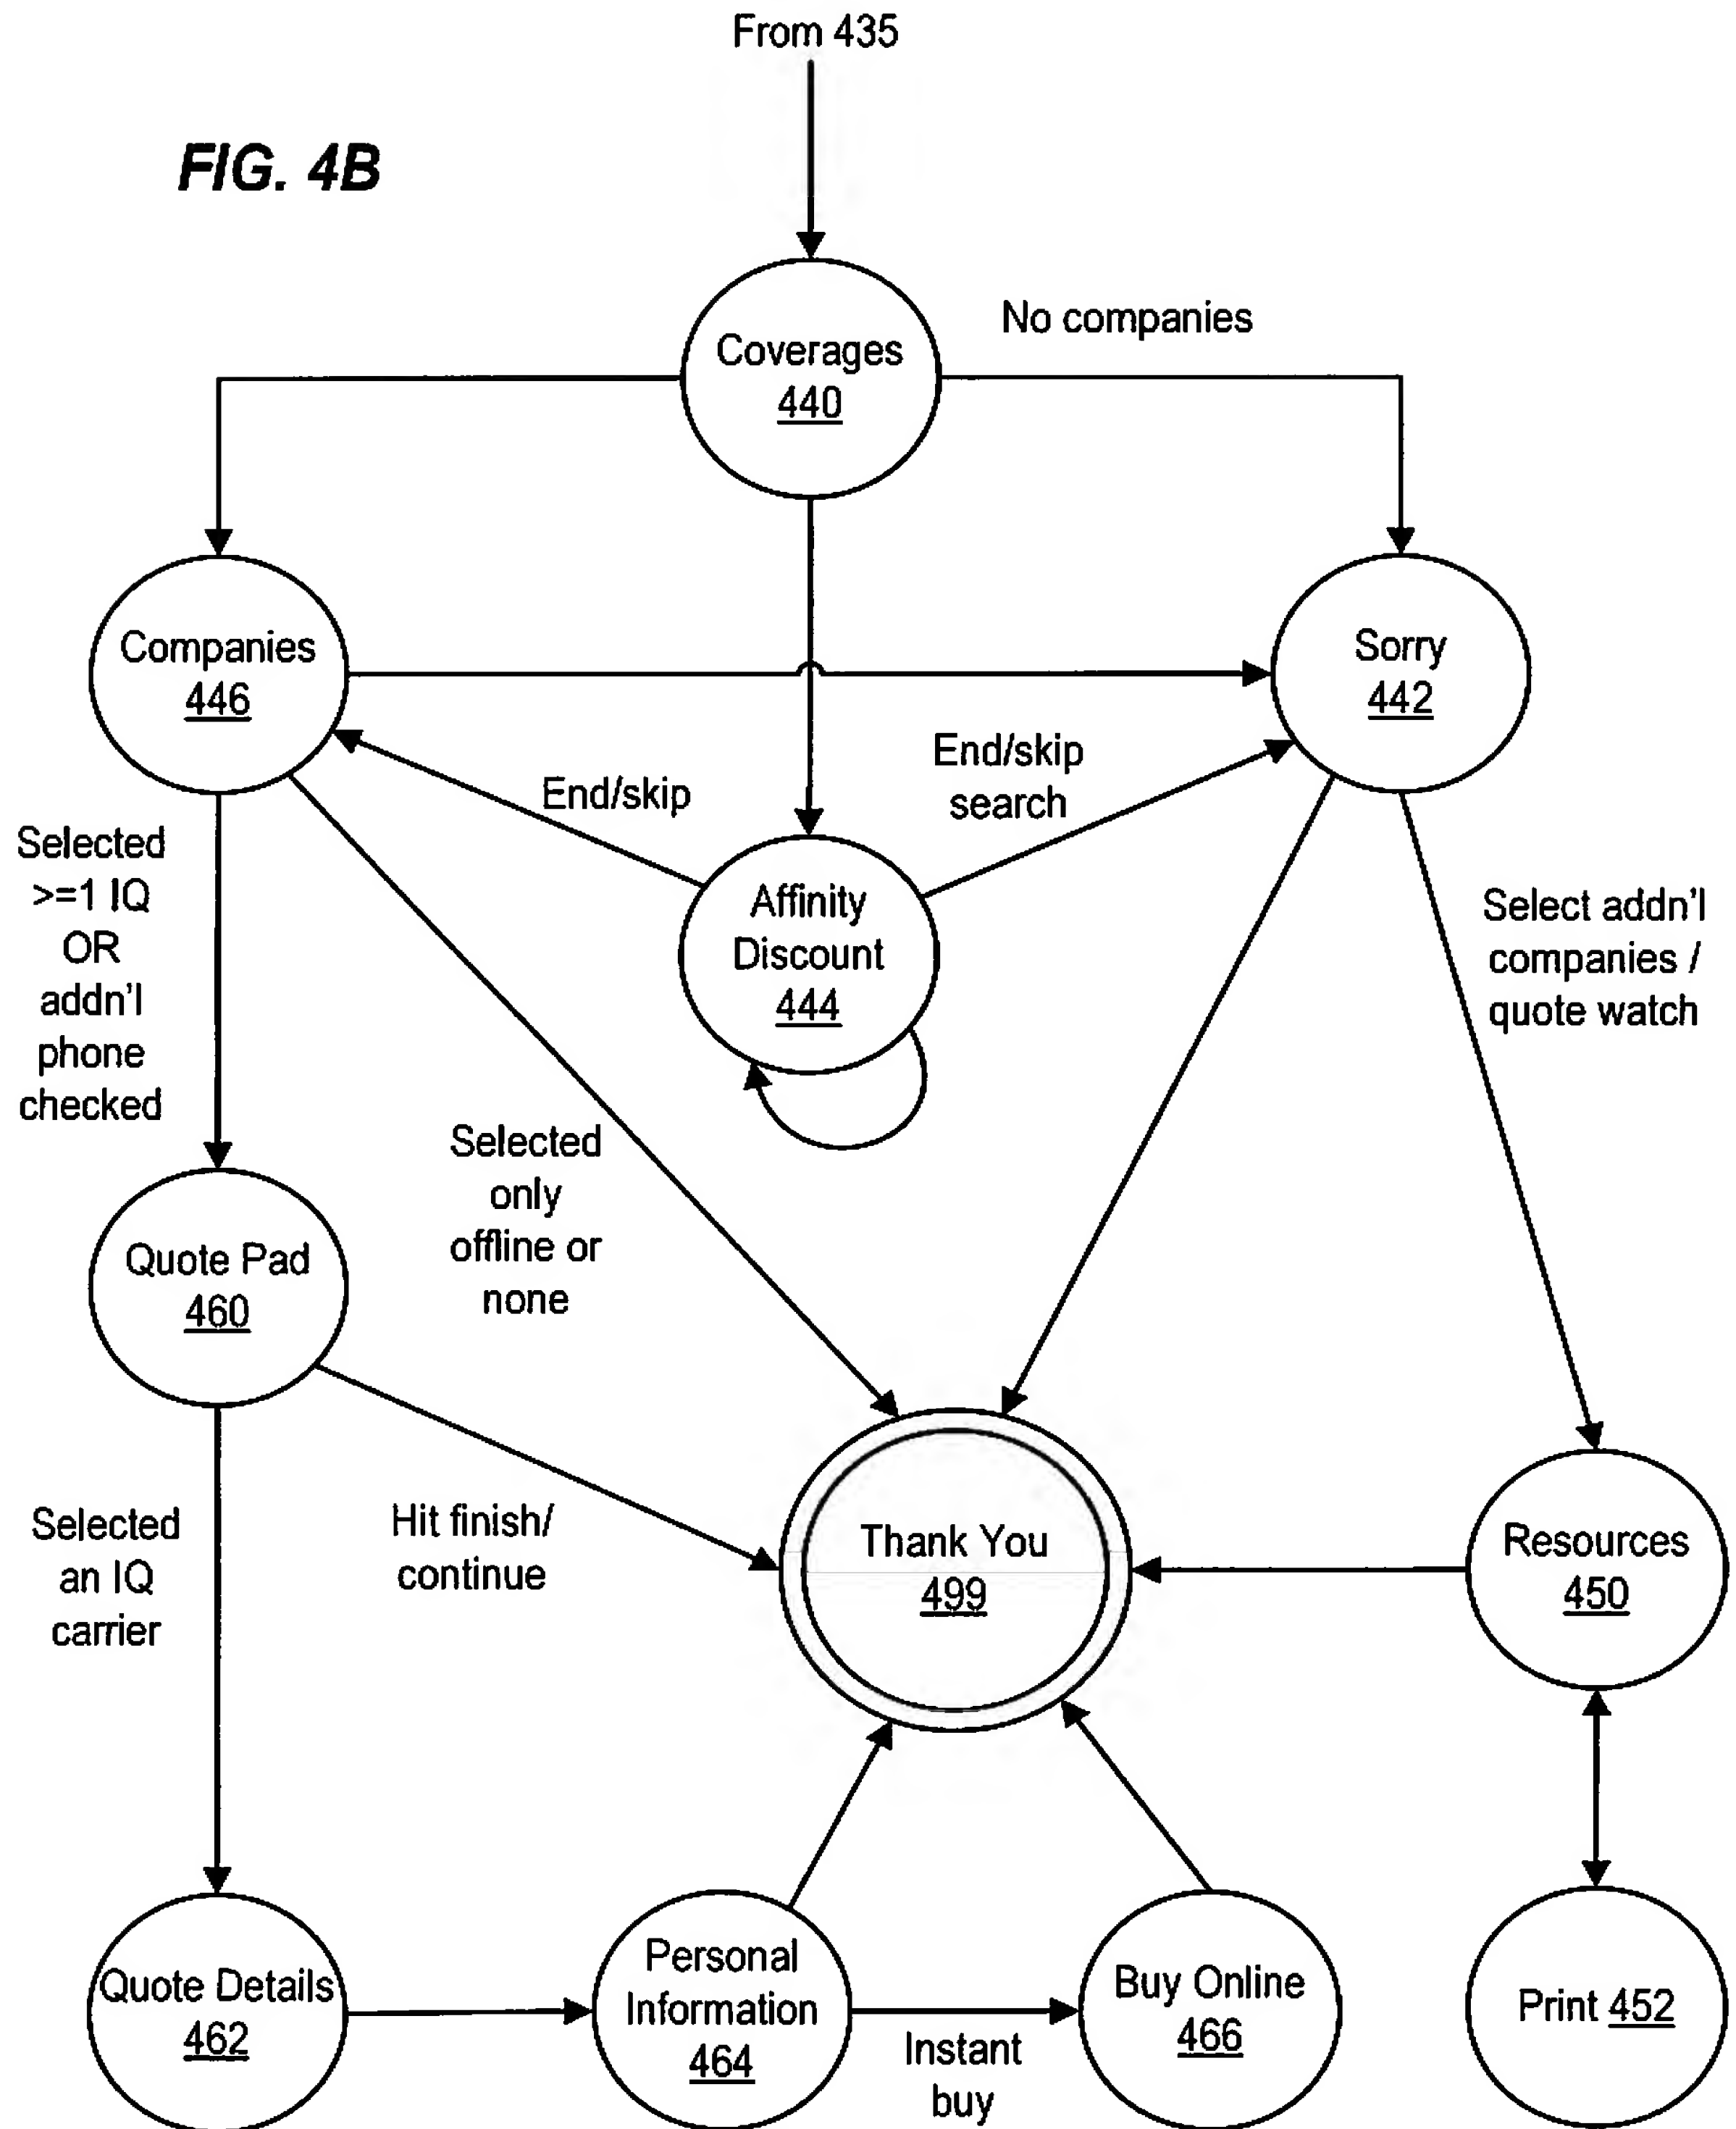 From 435
FIG. 4B
No companies
Coverages
440
Companies
446
Sorry
442
End/skip
End/skip
search
Selected
>=1 IQ
OR
addn'l
phone
checked
Affinity
Discount
444
Select addn'l
companies /
quote watch
Selected
only
offline or
none
Quote Pad
460
Selected
an IQ
carrier
Hit finish/
continue
Thank You
499
Resources
450
Quote Details
462
Personal
Information
464
Instant
buy
Buy Online
466
Print 452